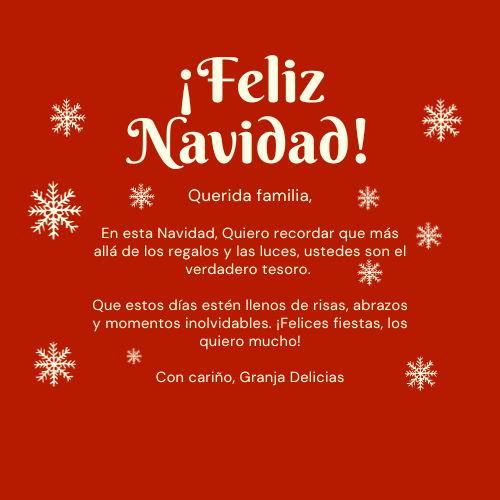 ¡Feliz
Navidad!
Querida familia,
En esta Navidad, Quiero recordar que más
allá de los regalos y las luces, ustedes son el
verdadero tesoro.
Que estos días estén llenos de risas, abrazos
y momentos inolvidables. ¡Felices fiestas, los
quiero mucho!
Con cariño, Granja Delicias